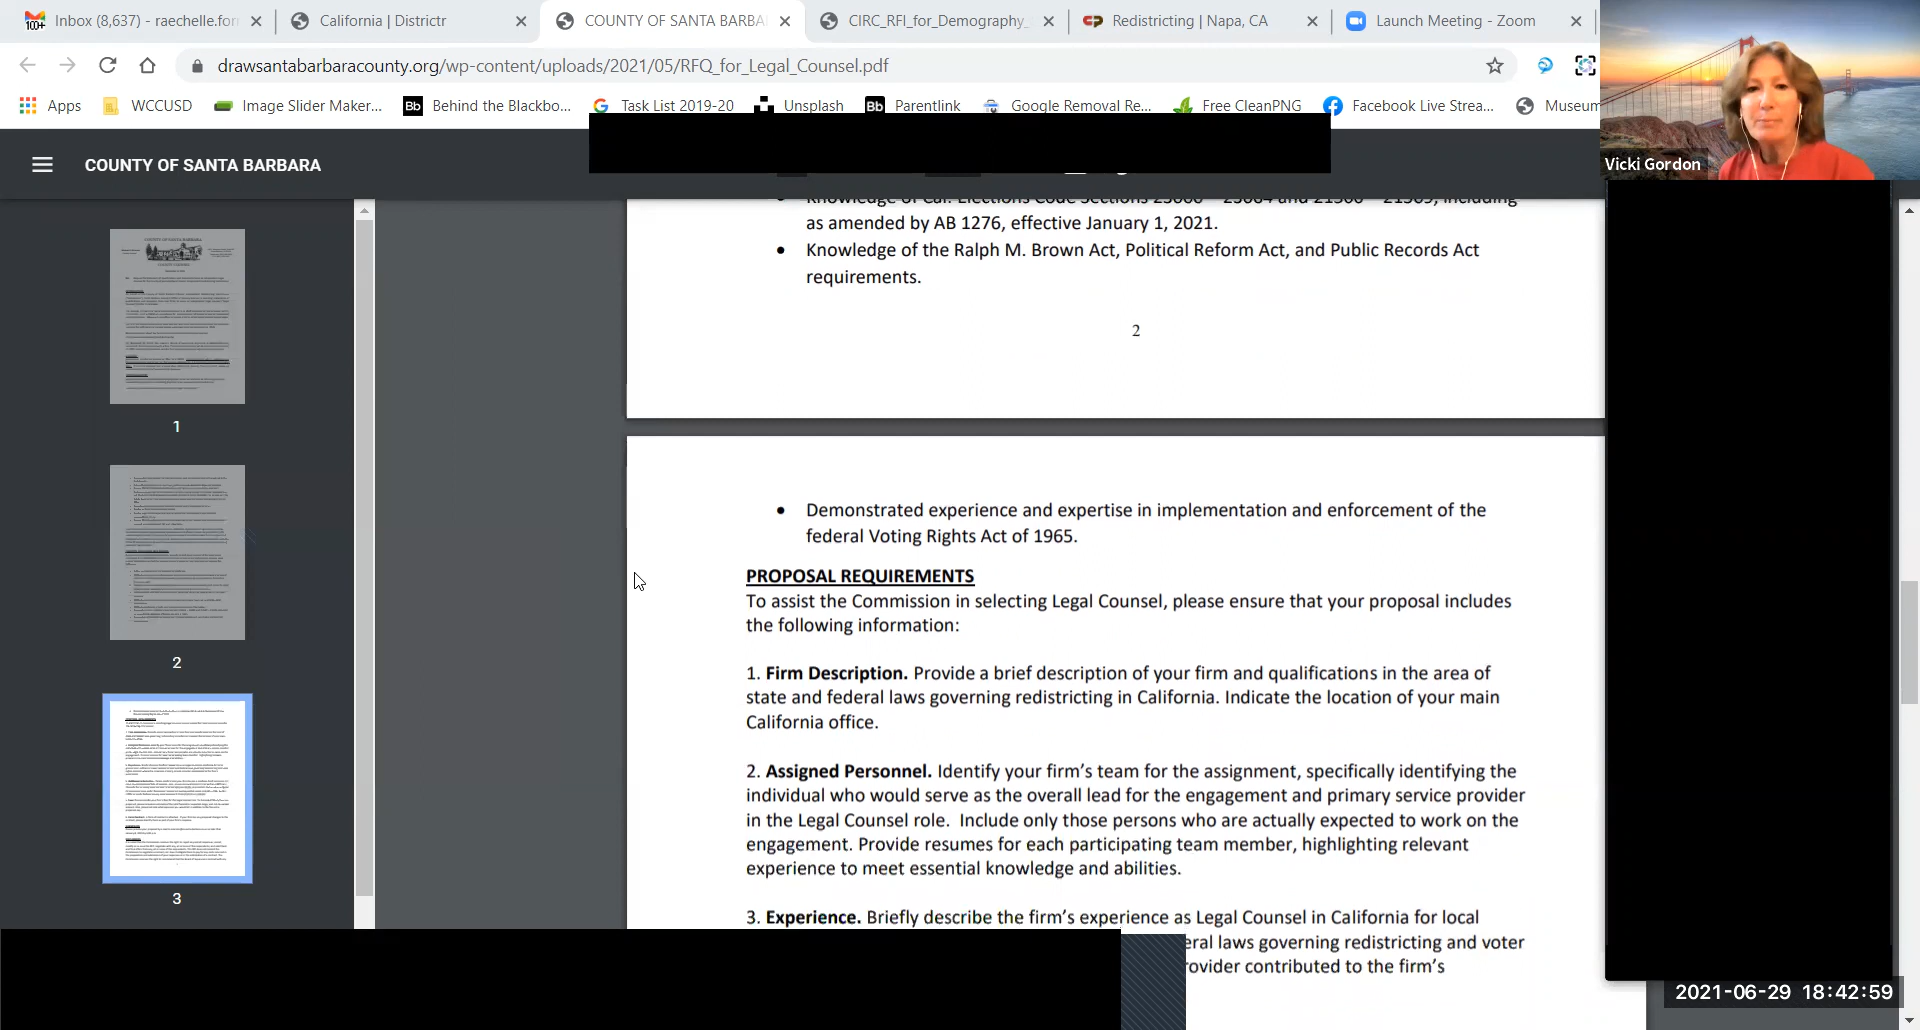 Inbox (8,637) - raechelle.for
California | Districtr
COUNTY OF SANTA BARBA
CIRC_RFI_for_Demography_
Redistricting | Napa, CA
Launch Meeting - Zoom
drawsantabarbaracounty.org/wp-content/uploads/2021/05/RFQ_for_Legal_Counsel.pdf
Apps
WCCUSD
Image Slider Maker...
Bb Behind the Blackbo...
Task List 2019-20
Unsplash
Bb Parentlink
Google Removal Re...
Free CleanPNG
Facebook Live Strea...
Museum
Vicki Gordon
COUNTY OF SANTA BARBARA
as amended by AB 1276, effective January 1, 2021.
• Knowledge of the Ralph M. Brown Act, Political Reform Act, and Public Records Act
requirements.
2
• Demonstrated experience and expertise in implementation and enforcement of the
federal Voting Rights Act of 1965.
PROPOSAL REQUIREMENTS
To assist the Commission in selecting Legal Counsel, please ensure that your proposal includes
the following information:
1. Firm Description. Provide a brief description of your firm and qualifications in the area of
state and federal laws governing redistricting in California. Indicate the location of your main
California office.
2. Assigned Personnel. Identify your firm's team for the assignment, specifically identifying the
individual who would serve as the overall lead for the engagement and primary service provider
in the Legal Counsel role. Include only those persons who are actually expected to work on the
engagement. Provide resumes for each participating team member, highlighting relevant
experience to meet essential knowledge and abilities.
3. Experience. Briefly describe the firm's experience as Legal Counsel in California for local
eral laws governing redistricting and voter
rovider contributed to the firm's
1
2
3
2021-06-29 18:42:59